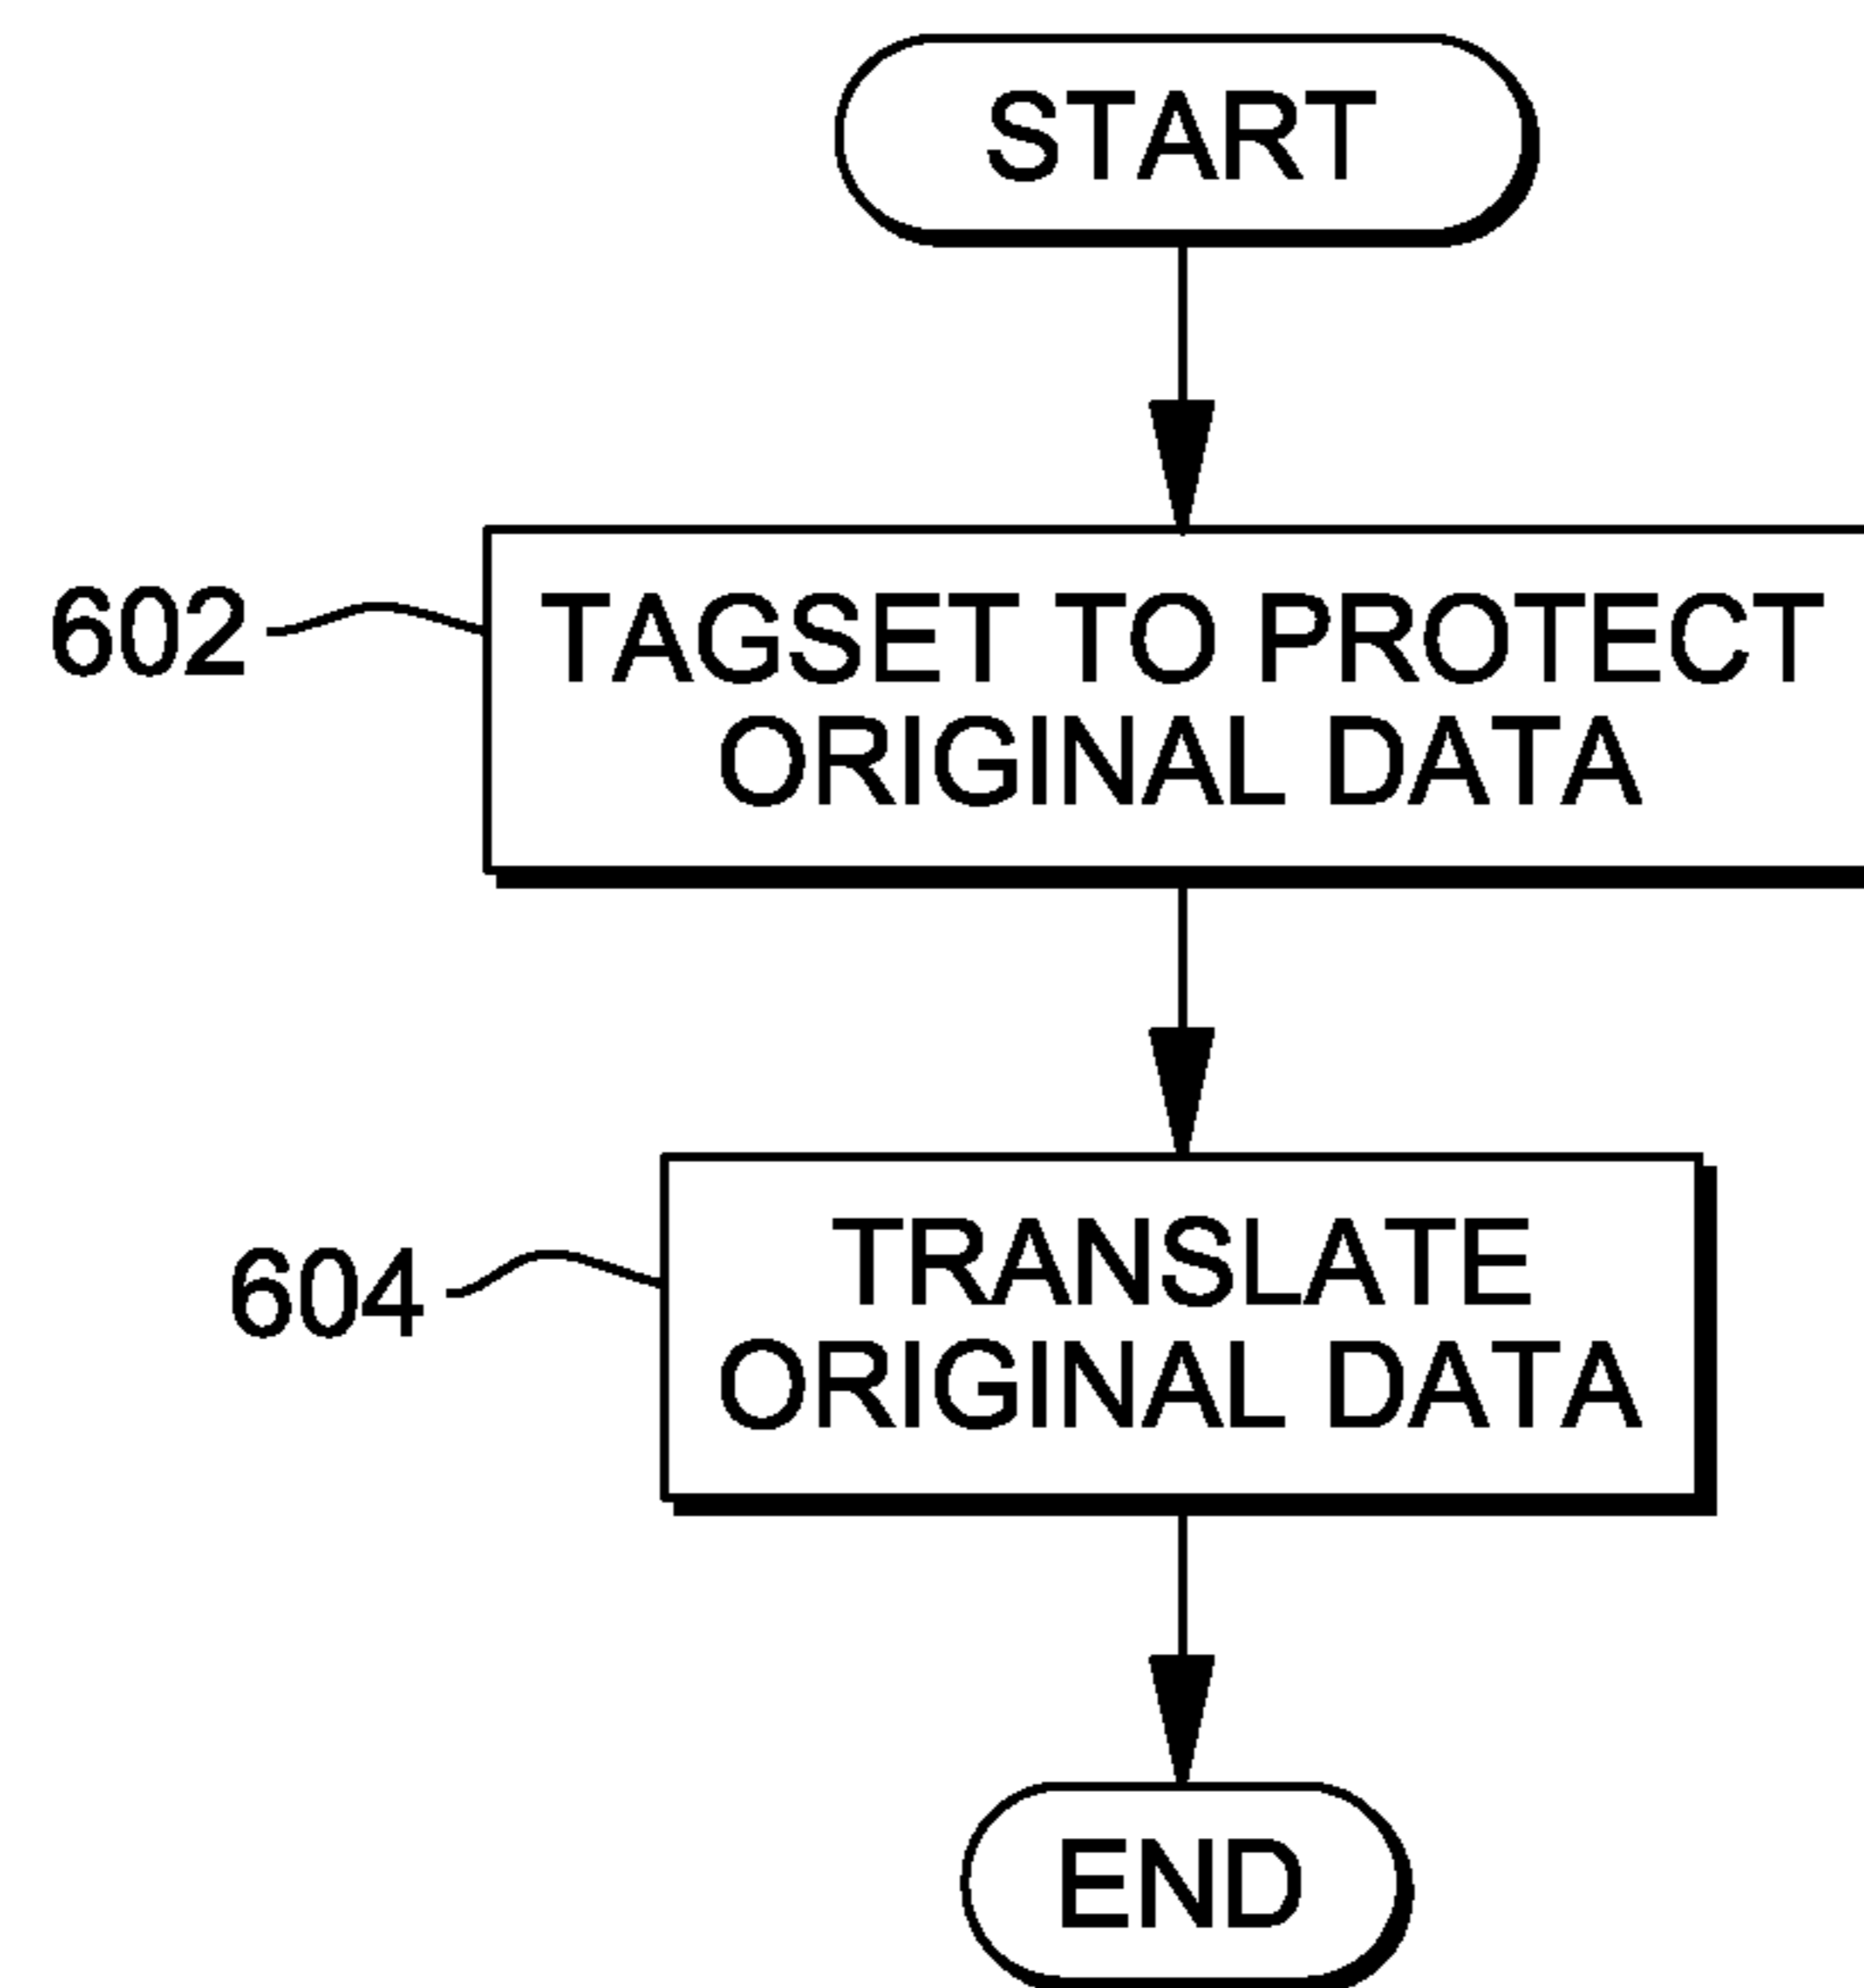 START
602
TAGSET TO PROTECT
ORIGINAL DATA
604
TRANSLATE
ORIGINAL DATA
END